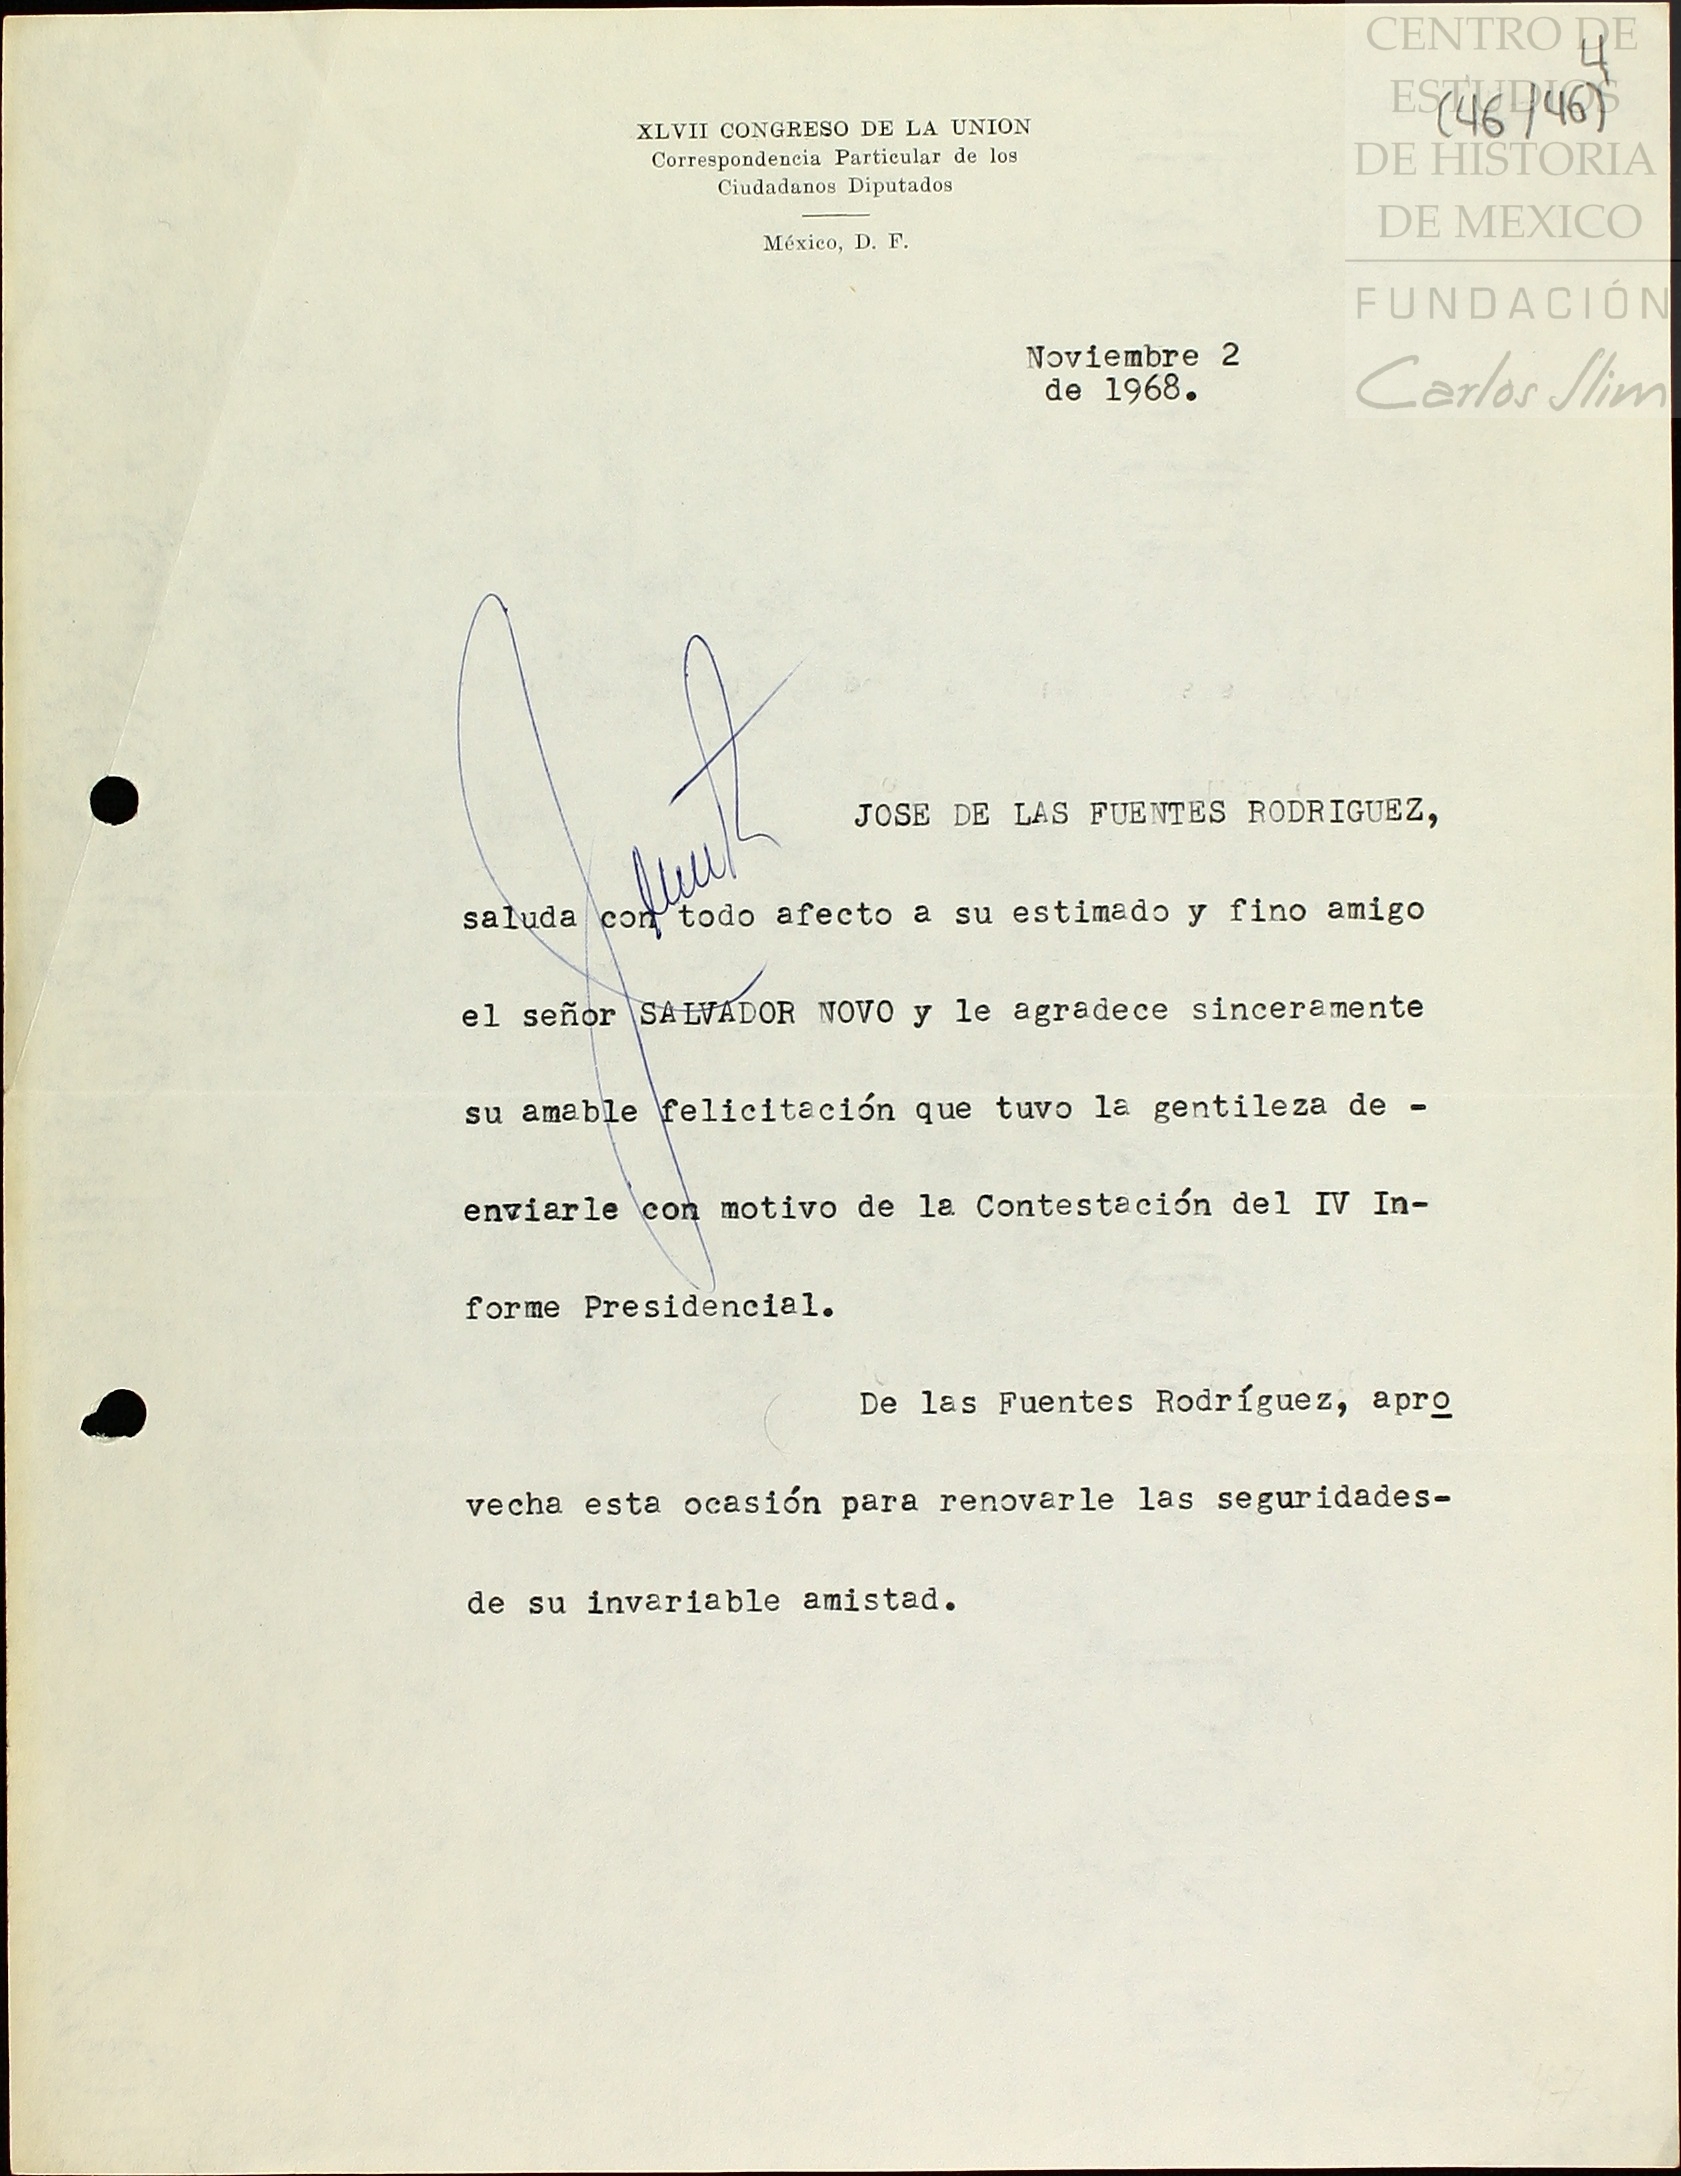 CENTRO DE
ESTUDIOS
DE HISTORIA
DE MEXICO
FUNDACIÓN
Carlos Slim
4
(46/46)
XLVII CONGRESO DE LA UNION
Correspondencia Particular de los
Ciudadanos Diputados
México, D. F.
Noviembre 2
de 1968.
JOSE DE LAS FUENTES RODRIGUEZ,
saluda con todo afecto a su estimado y fino amigo
el señor SALVADOR NOVO y le agradece sinceramente
su amable felicitación que tuvo la gentileza de -
enviarle con motivo de la Contestación del IV In-
forme Presidencial.
De las Fuentes Rodríguez, apro
vecha esta ocasión para renovarle las seguridades-
de su invariable amistad.